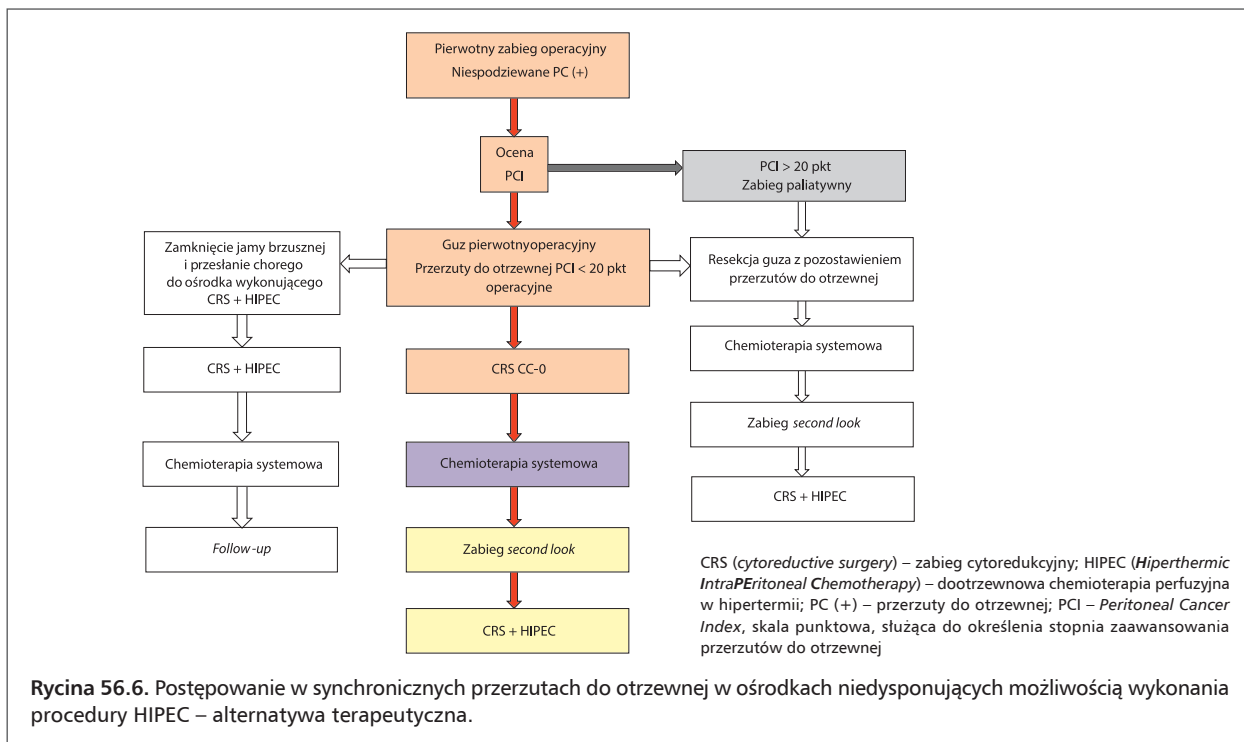 Pierwotny zabieg operacyjny
Niespodziewane PC (+)
Ocena
PCI
PCI > 20 pkt
Zabieg paliatywny
Zamknięcie jamy brzusznej
i przesłanie chorego
do ośrodka wykonującego
CRS + HIPEC
Guz pierwotnyoperacyjny
Przerzuty do otrzewnej PCI < 20 pkt
operacyjne
Resekcja guza z pozostawieniem
przerzutów do otrzewnej
CRS + HIPEC
CRS CC-0
Chemioterapia systemowa
Chemioterapia systemowa
Chemioterapia systemowa
Zabieg second look
Follow-up
Zabieg second look
CRS + HIPEC
CRS + HIPEC
CRS (cytoreductive surgery) – zabieg cytoredukcyjny; HIPEC (Hiperthermic
IntraPEritoneal Chemotherapy) – dootrzewnowa chemioterapia perfuzyjna
w hipertermii; PC (+) – przerzuty do otrzewnej; PCI – Peritoneal Cancer
Index, skala punktowa, służąca do określenia stopnia zaawansowania
przerzutów do otrzewnej
Rycina 56.6. Postępowanie w synchronicznych przerzutach do otrzewnej w ośrodkach niedysponujących możliwością wykonania
procedury HIPEC – alternatywa terapeutyczna.